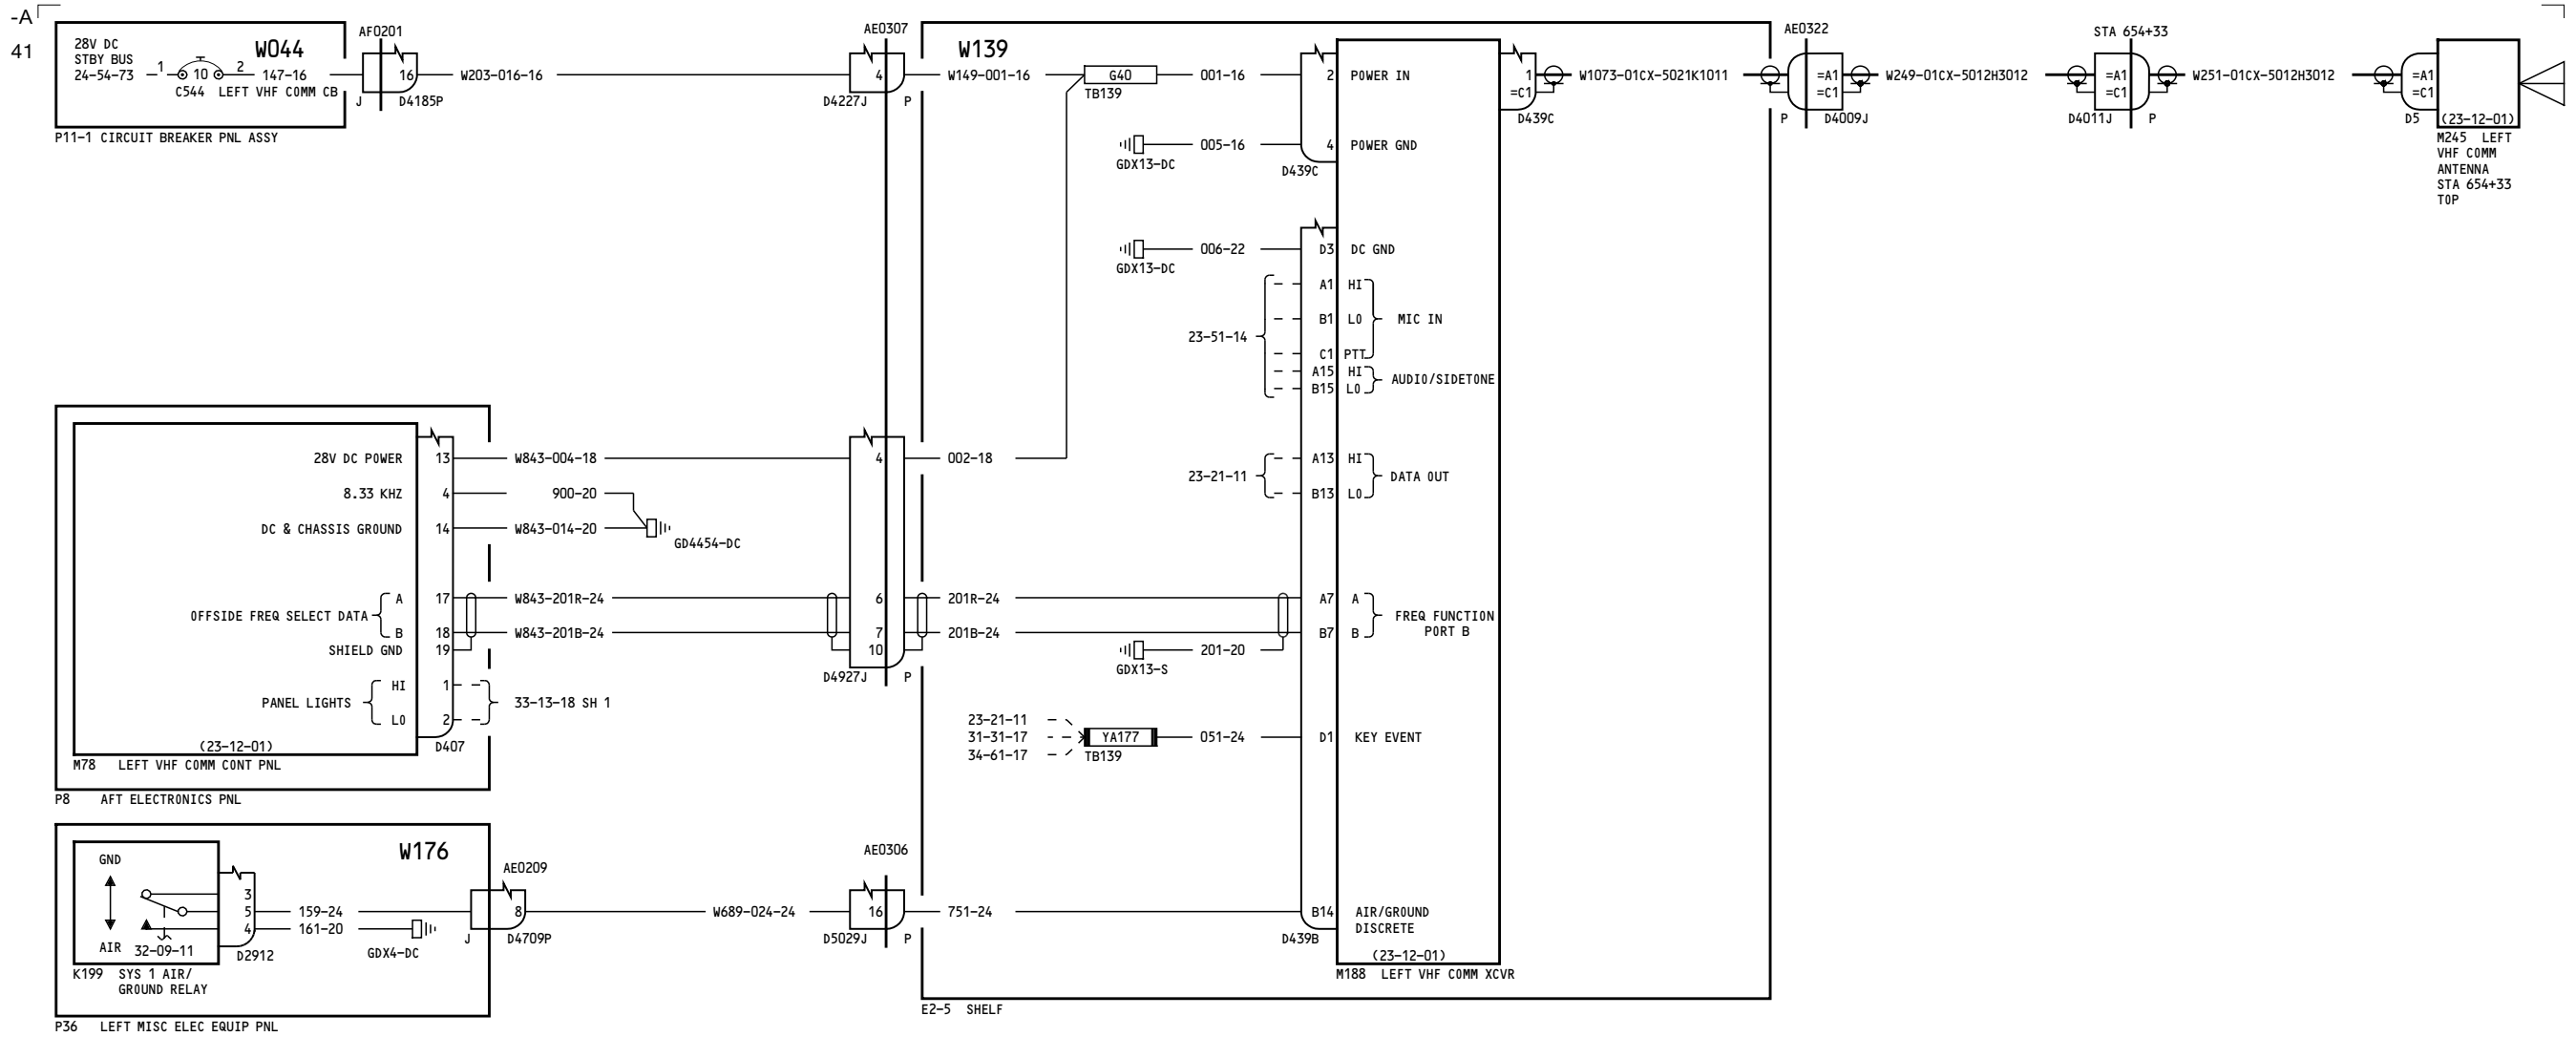 -A
41
28V DC
STBY BUS
24-54-73
1
10
2
147-16
C544 LEFT VHF COMM CB
W044
P11-1 CIRCUIT BREAKER PNL ASSY
AF0201
16
J
D4185P
W203-016-16
AE0307
4
D4227J
P
W139
W149-001-16
G40
TB139
001-16
2
POWER IN
GDX13-DC
005-16
4
POWER GND
D439C
GDX13-DC
006-22
D3
DC GND
23-51-14
A1 HI
B1 LO
MIC IN
C1 PTT
A15 HI
AUDIO/SIDETONE
B15 LO
23-21-11
A13 HI
DATA OUT
B13 LO
1
=C1
D439C
W1073-01CX-5021K1011
AE0322
=A1
=C1
P
D4009J
W249-01CX-5012H3012
STA 654+33
=A1
=C1
D4011J
P
W251-01CX-5012H3012
=A1
=C1
D5
(23-12-01)
M245 LEFT
VHF COMM
ANTENNA
STA 654+33
TOP
28V DC POWER
13
W843-004-18
4
002-18
8.33 KHZ
4
900-20
DC & CHASSIS GROUND
14
W843-014-20
GD4454-DC
OFFSIDE FREQ SELECT DATA
A
17
W843-201R-24
6
201R-24
A7 A
FREQ FUNCTION
PORT B
B
18
W843-201B-24
7
201B-24
B7 B
SHIELD GND
19
10
201-20
GDX13-S
D4927J
P
PANEL LIGHTS
HI
1
LO
2
33-13-18 SH 1
(23-12-01)
D407
M78 LEFT VHF COMM CONT PNL
P8 AFT ELECTRONICS PNL
23-21-11
31-31-17
34-61-17
YA177
TB139
051-24
D1
KEY EVENT
W176
GND
AIR
32-09-11
3
5
4
D2912
159-24
161-20
GDX4-DC
K199 SYS 1 AIR/
GROUND RELAY
P36 LEFT MISC ELEC EQUIP PNL
AE0209
8
J
D4709P
W689-024-24
AE0306
16
D5029J
P
751-24
B14
AIR/GROUND
DISCRETE
D439B
(23-12-01)
M188 LEFT VHF COMM XCVR
E2-5 SHELF